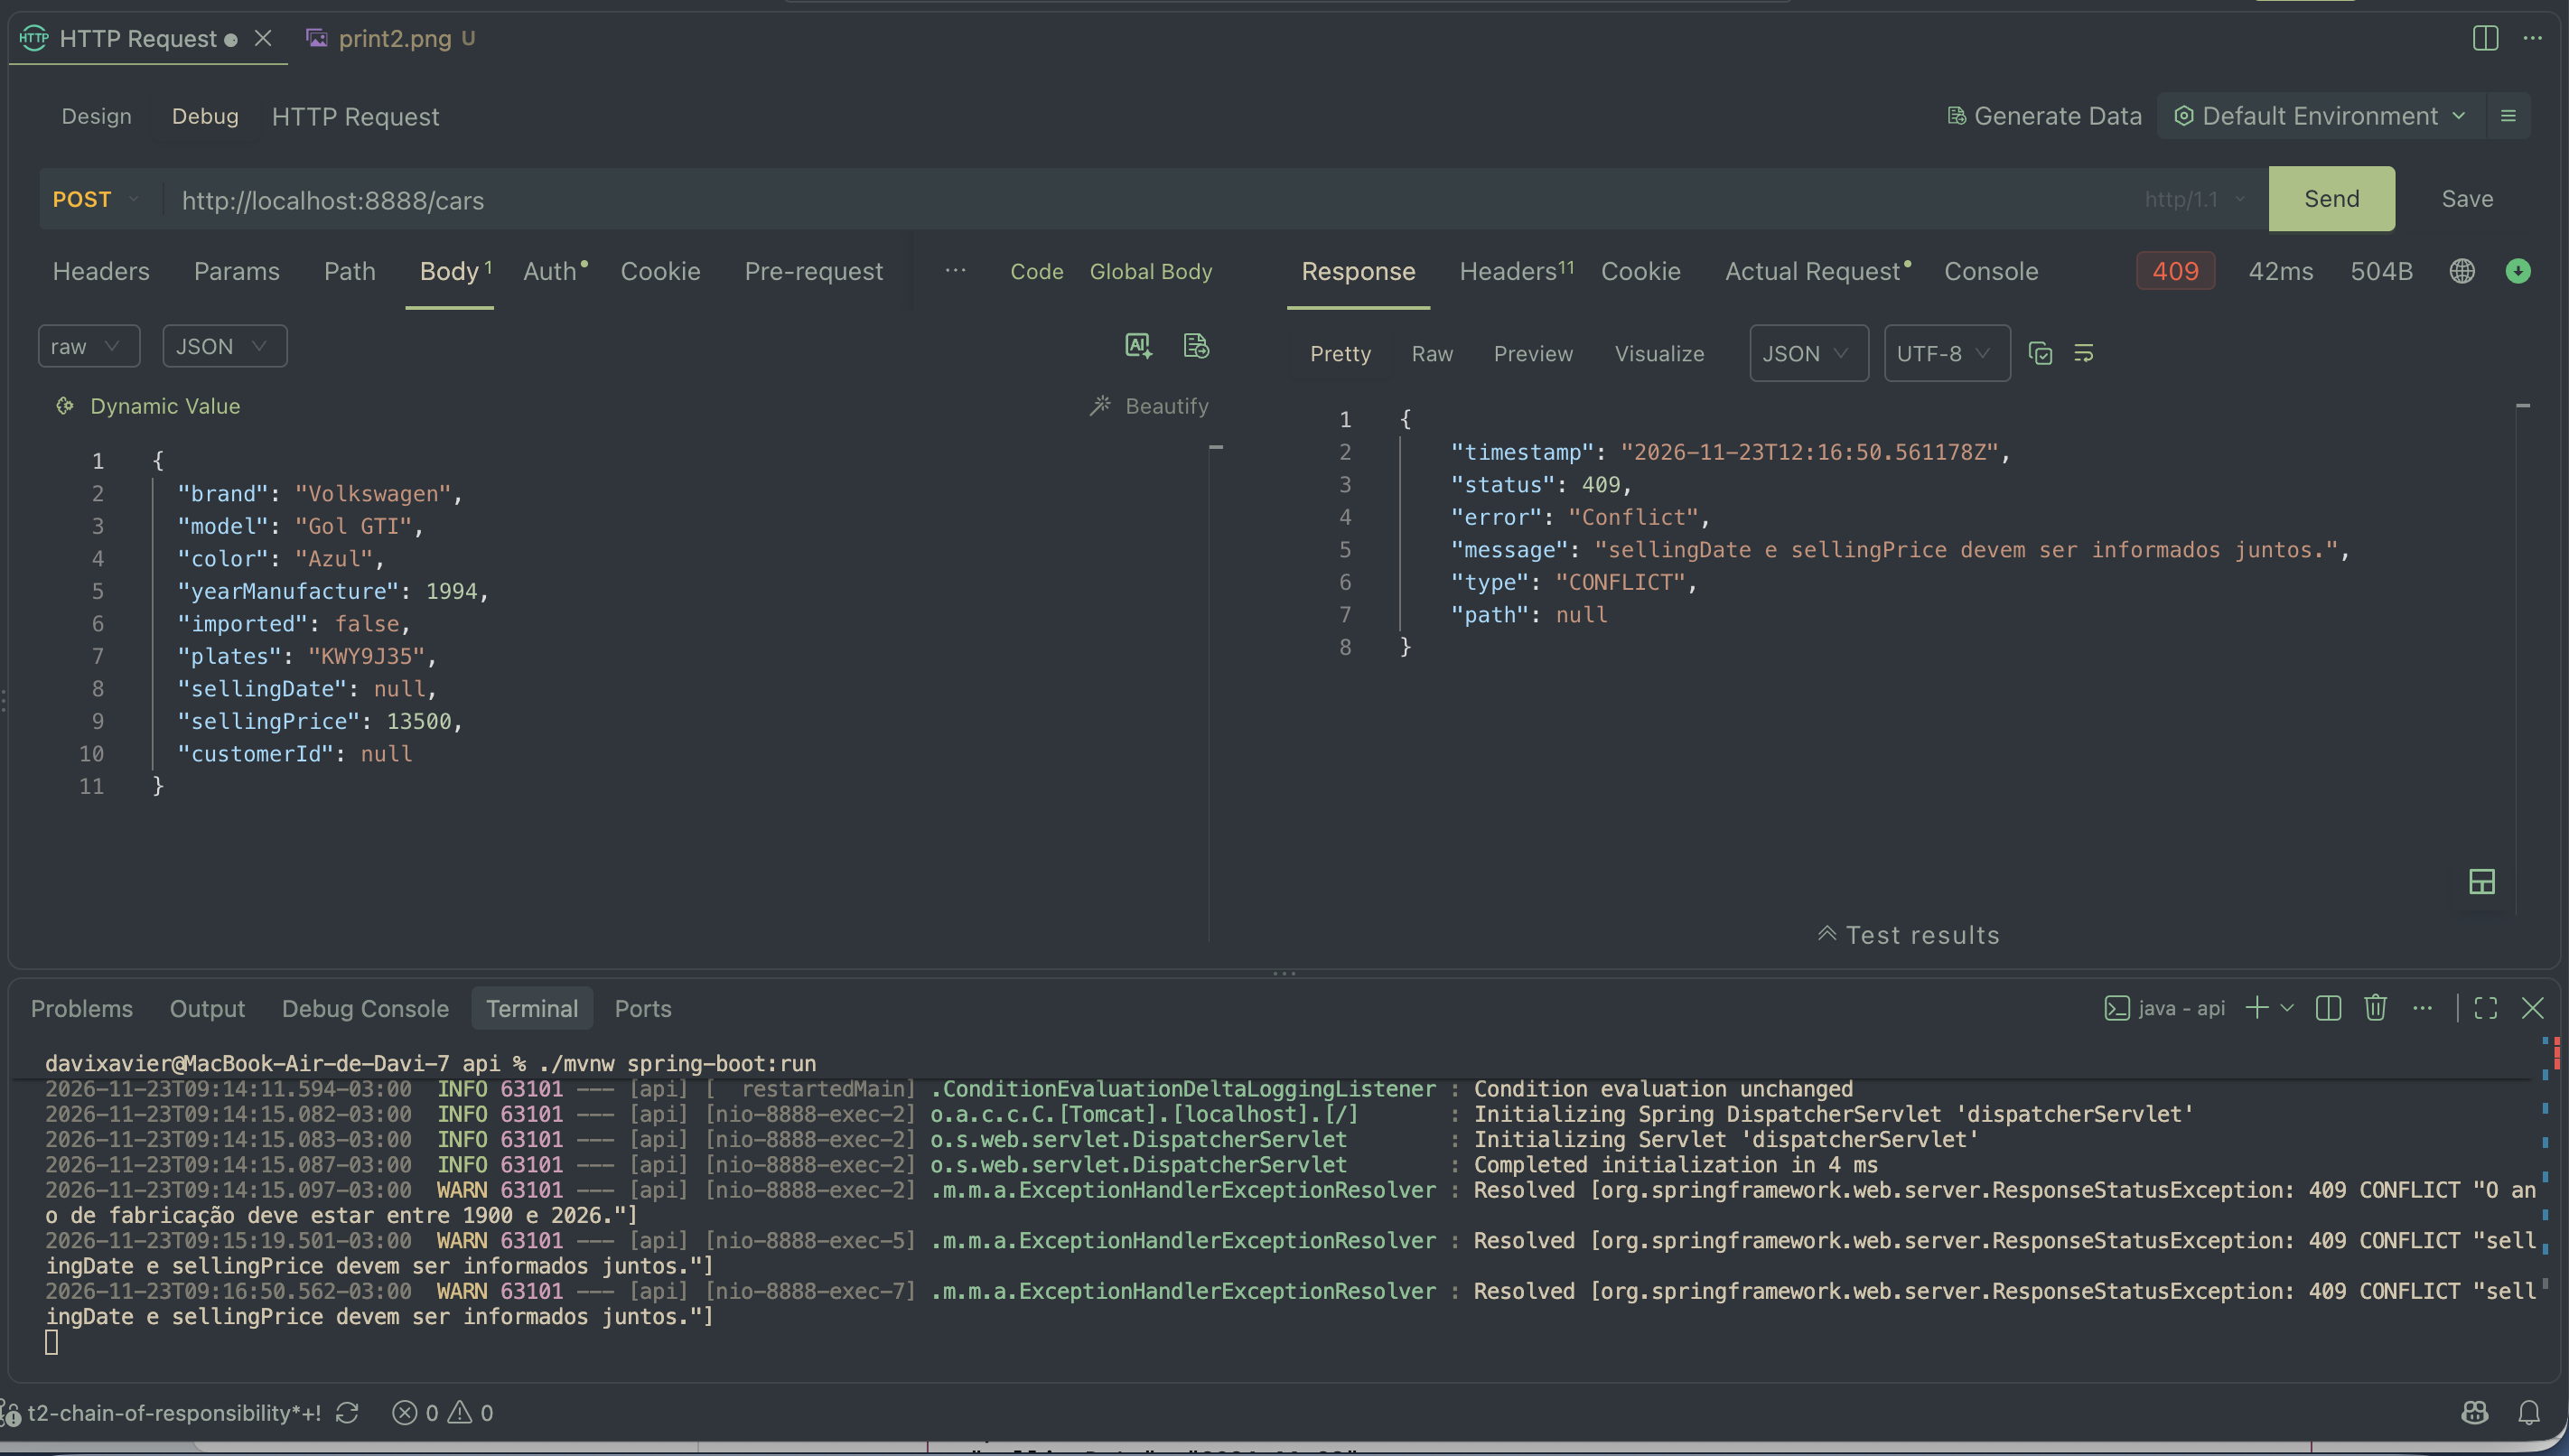 HTTP HTTP Request print2.png U
Design Debug HTTP Request Generate Data Default Environment
POST http://localhost:8888/cars http/1.1 Send Save
Headers Params Path Body 1 Auth Cookie Pre-request ... Code Global Body
Response Headers 11 Cookie Actual Request Console 409 42ms 504B
raw JSON AI
Pretty Raw Preview Visualize JSON UTF-8
Dynamic Value Beautify
1 {
2 "brand": "Volkswagen",
3 "model": "Gol GTI",
4 "color": "Azul",
5 "yearManufacture": 1994,
6 "imported": false,
7 "plates": "KWY9J35",
8 "sellingDate": null,
9 "sellingPrice": 13500,
10 "customerId": null
11 }
1 {
2 "timestamp": "2026-11-23T12:16:50.561178Z",
3 "status": 409,
4 "error": "Conflict",
5 "message": "sellingDate e sellingPrice devem ser informados juntos.",
6 "type": "CONFLICT",
7 "path": null
8 }
Test results
Problems Output Debug Console Terminal Ports java - api
davixavier@MacBook-Air-de-Davi-7 api % ./mvnw spring-boot:run
2026-11-23T09:14:11.594-03:00 INFO 63101 --- [api] [ restartedMain] .ConditionEvaluationDeltaLoggingListener : Condition evaluation unchanged
2026-11-23T09:14:15.082-03:00 INFO 63101 --- [api] [nio-8888-exec-2] o.a.c.c.C.[Tomcat].[localhost].[/] : Initializing Spring DispatcherServlet 'dispatcherServlet'
2026-11-23T09:14:15.083-03:00 INFO 63101 --- [api] [nio-8888-exec-2] o.s.web.servlet.DispatcherServlet : Initializing Servlet 'dispatcherServlet'
2026-11-23T09:14:15.087-03:00 INFO 63101 --- [api] [nio-8888-exec-2] o.s.web.servlet.DispatcherServlet : Completed initialization in 4 ms
2026-11-23T09:14:15.097-03:00 WARN 63101 --- [api] [nio-8888-exec-2] .m.m.a.ExceptionHandlerExceptionResolver : Resolved [org.springframework.web.server.ResponseStatusException: 409 CONFLICT "O an
o de fabricação deve estar entre 1900 e 2026."]
2026-11-23T09:15:19.501-03:00 WARN 63101 --- [api] [nio-8888-exec-5] .m.m.a.ExceptionHandlerExceptionResolver : Resolved [org.springframework.web.server.ResponseStatusException: 409 CONFLICT "sell
ingDate e sellingPrice devem ser informados juntos."]
2026-11-23T09:16:50.562-03:00 WARN 63101 --- [api] [nio-8888-exec-7] .m.m.a.ExceptionHandlerExceptionResolver : Resolved [org.springframework.web.server.ResponseStatusException: 409 CONFLICT "sell
ingDate e sellingPrice devem ser informados juntos."]
t2-chain-of-responsibility*+! 0 0